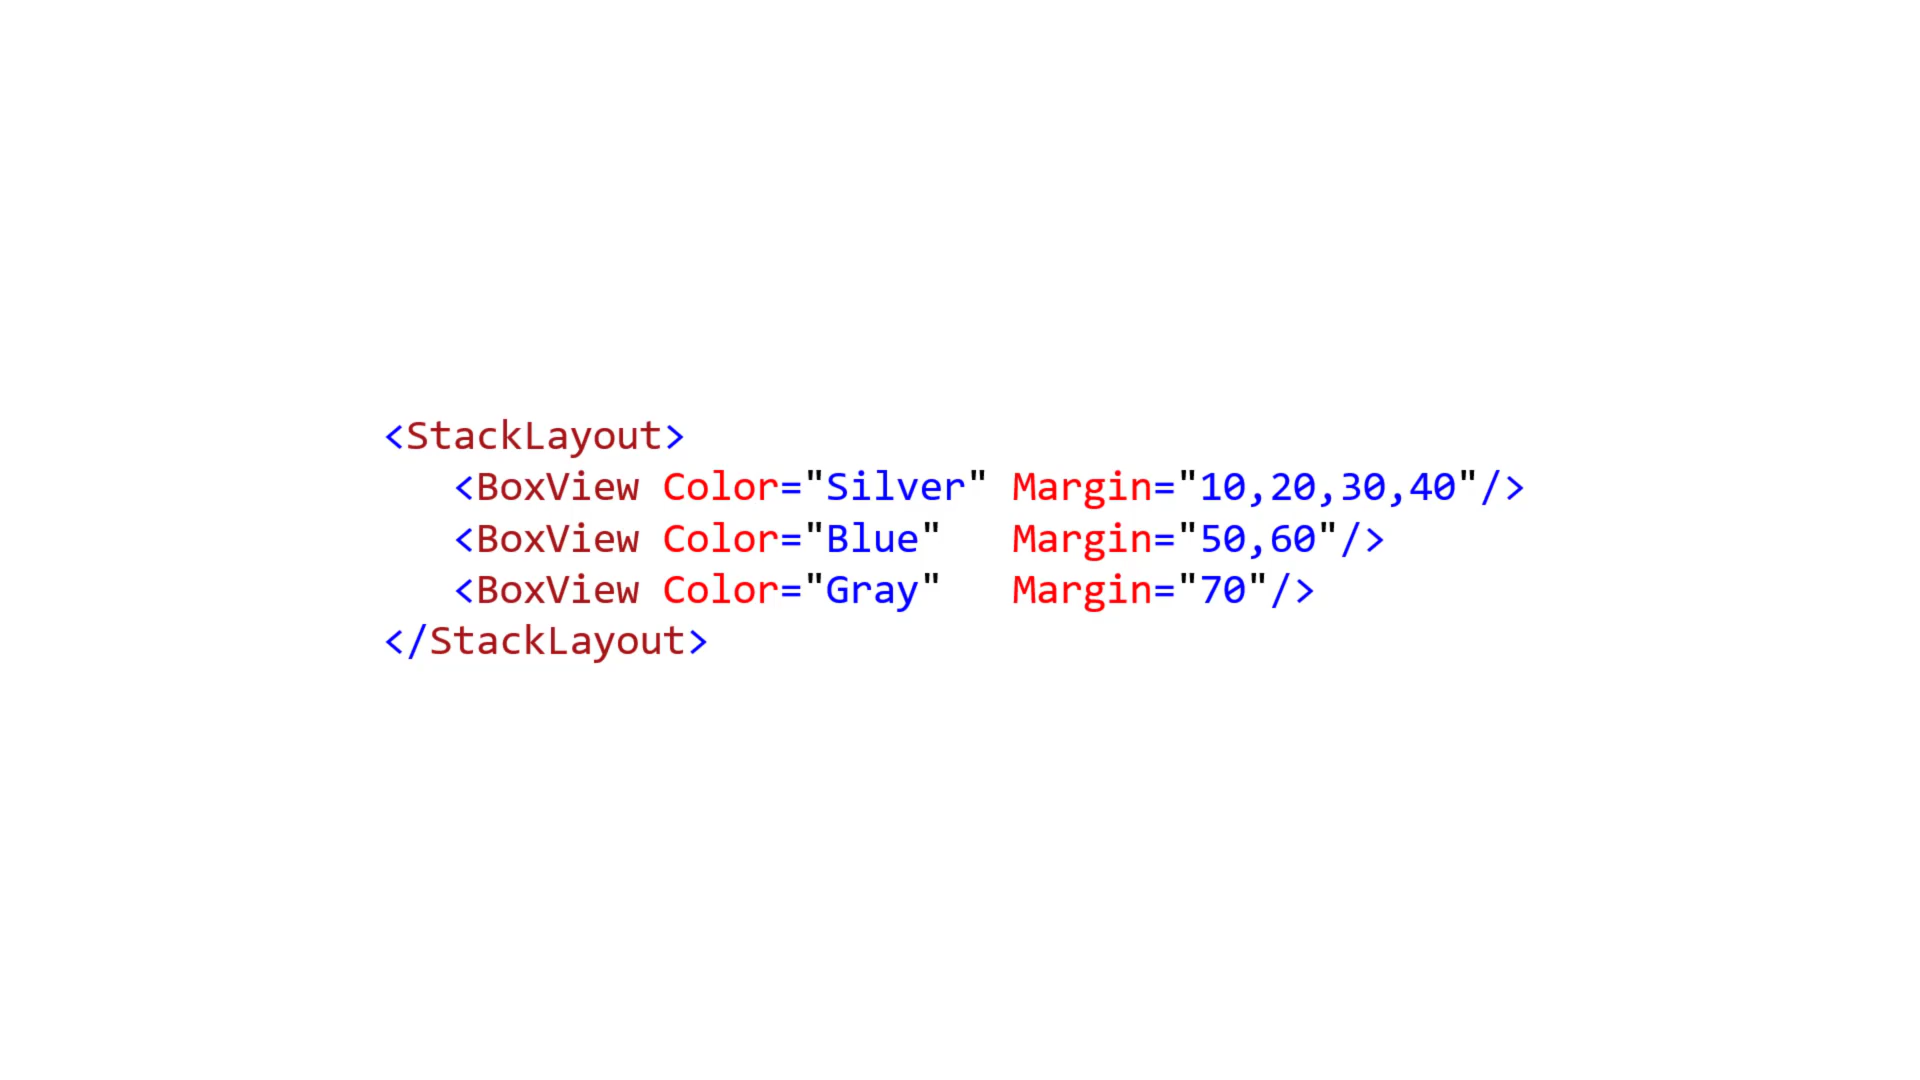 <StackLayout>
   <BoxView Color="Silver" Margin="10,20,30,40"/>
   <BoxView Color="Blue"   Margin="50,60"/>
   <BoxView Color="Gray"   Margin="70"/>
</StackLayout>